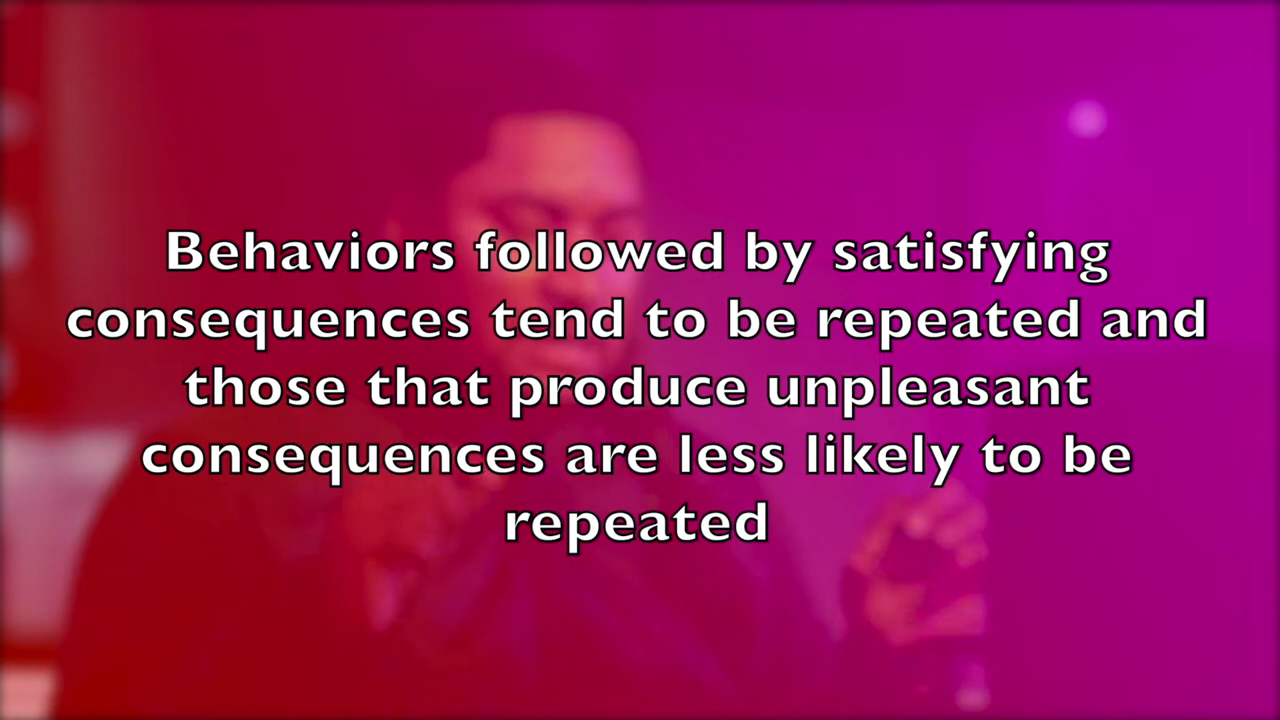 Behaviors followed by satisfying
consequences tend to be repeated and
those that produce unpleasant
consequences are less likely to be
repeated